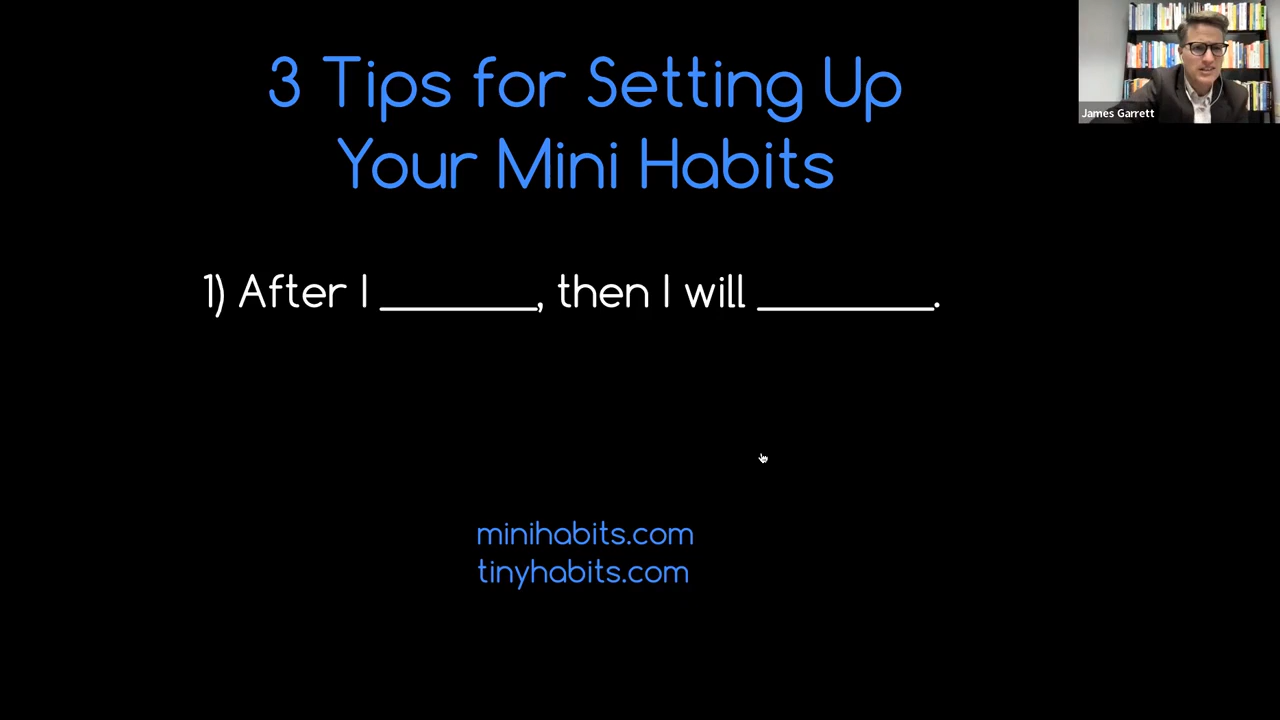 3 Tips for Setting Up
Your Mini Habits
James Garrett
1) After I ________, then I will _________.
minihabits.com
tinyhabits.com